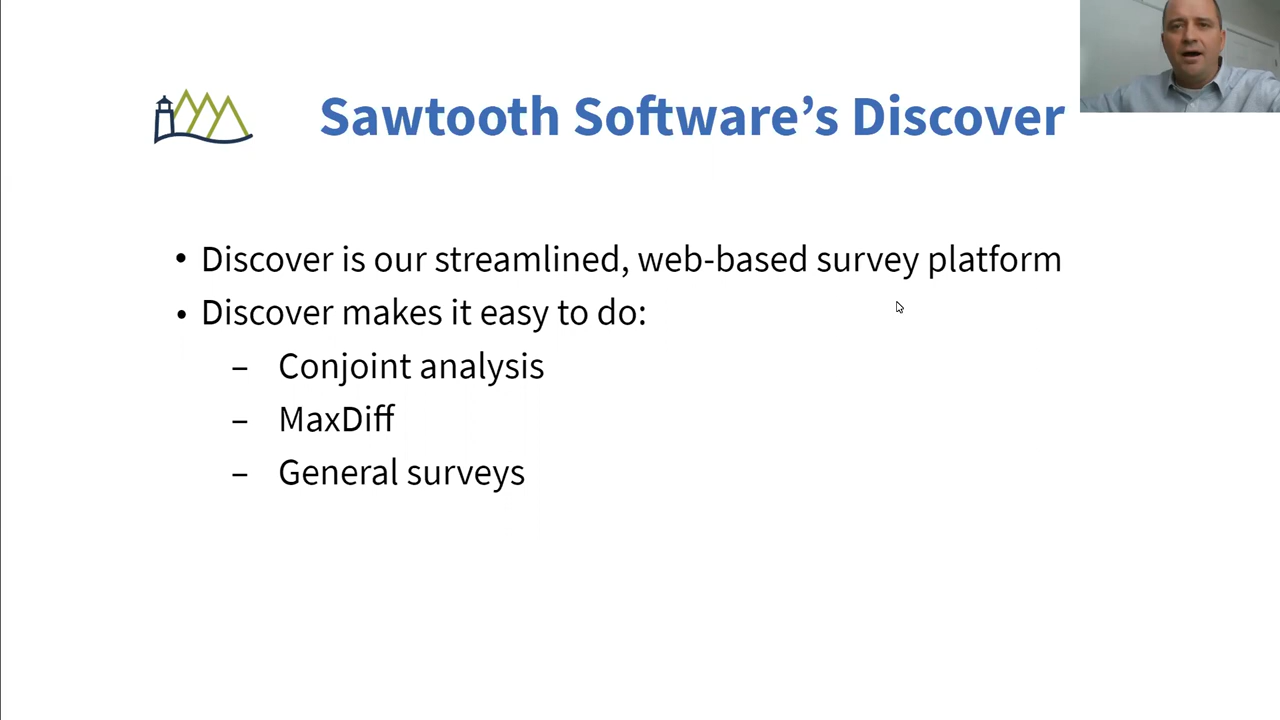 Sawtooth Software’s Discover
• Discover is our streamlined, web-based survey platform
• Discover makes it easy to do:
– Conjoint analysis
– MaxDiff
– General surveys